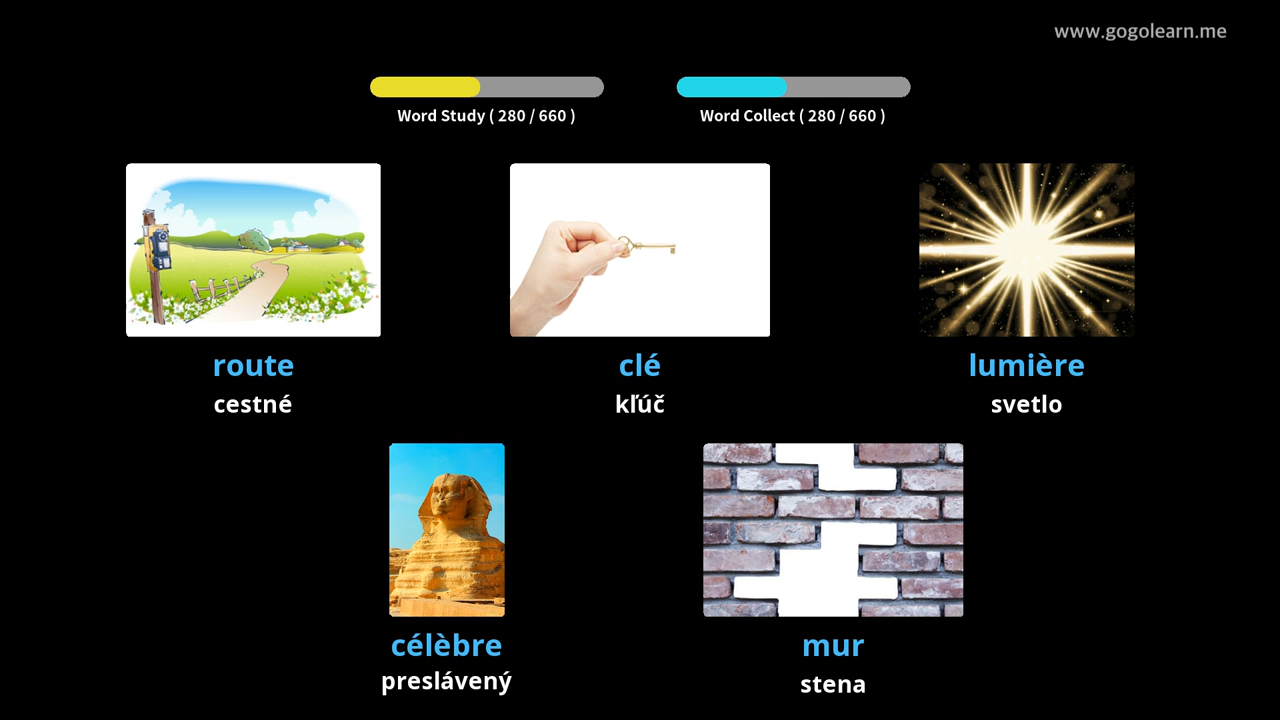 www.gogolearn.me
Word Study ( 280 / 660 )
Word Collect ( 280 / 660 )
route
cestné
clé
kľúč
lumière
svetlo
célèbre
preslávený
mur
stena